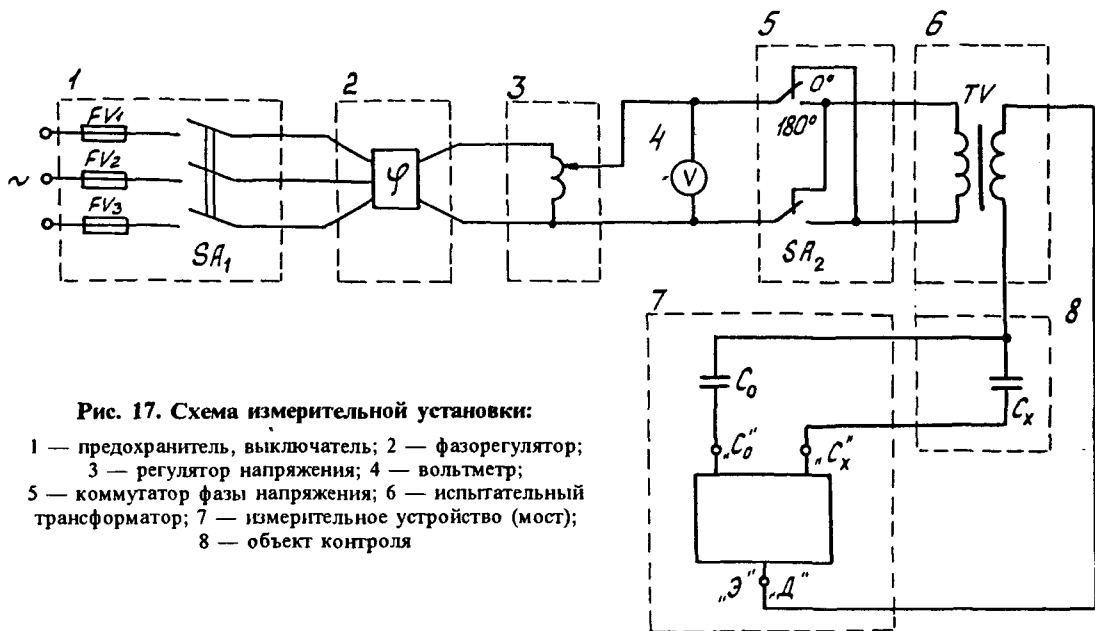 5
6
1
2
3
FV1
FV2
FV3
~
SA1
φ
4
V
0°
180°
SA2
TV
7
8
C0
Cx
„C0"
„Cx"
„Э" „Д"
Рис. 17. Схема измерительной установки:
1 — предохранитель, выключатель; 2 — фазорегулятор;
3 — регулятор напряжения; 4 — вольтметр;
5 — коммутатор фазы напряжения; 6 — испытательный
трансформатор; 7 — измерительное устройство (мост);
8 — объект контроля